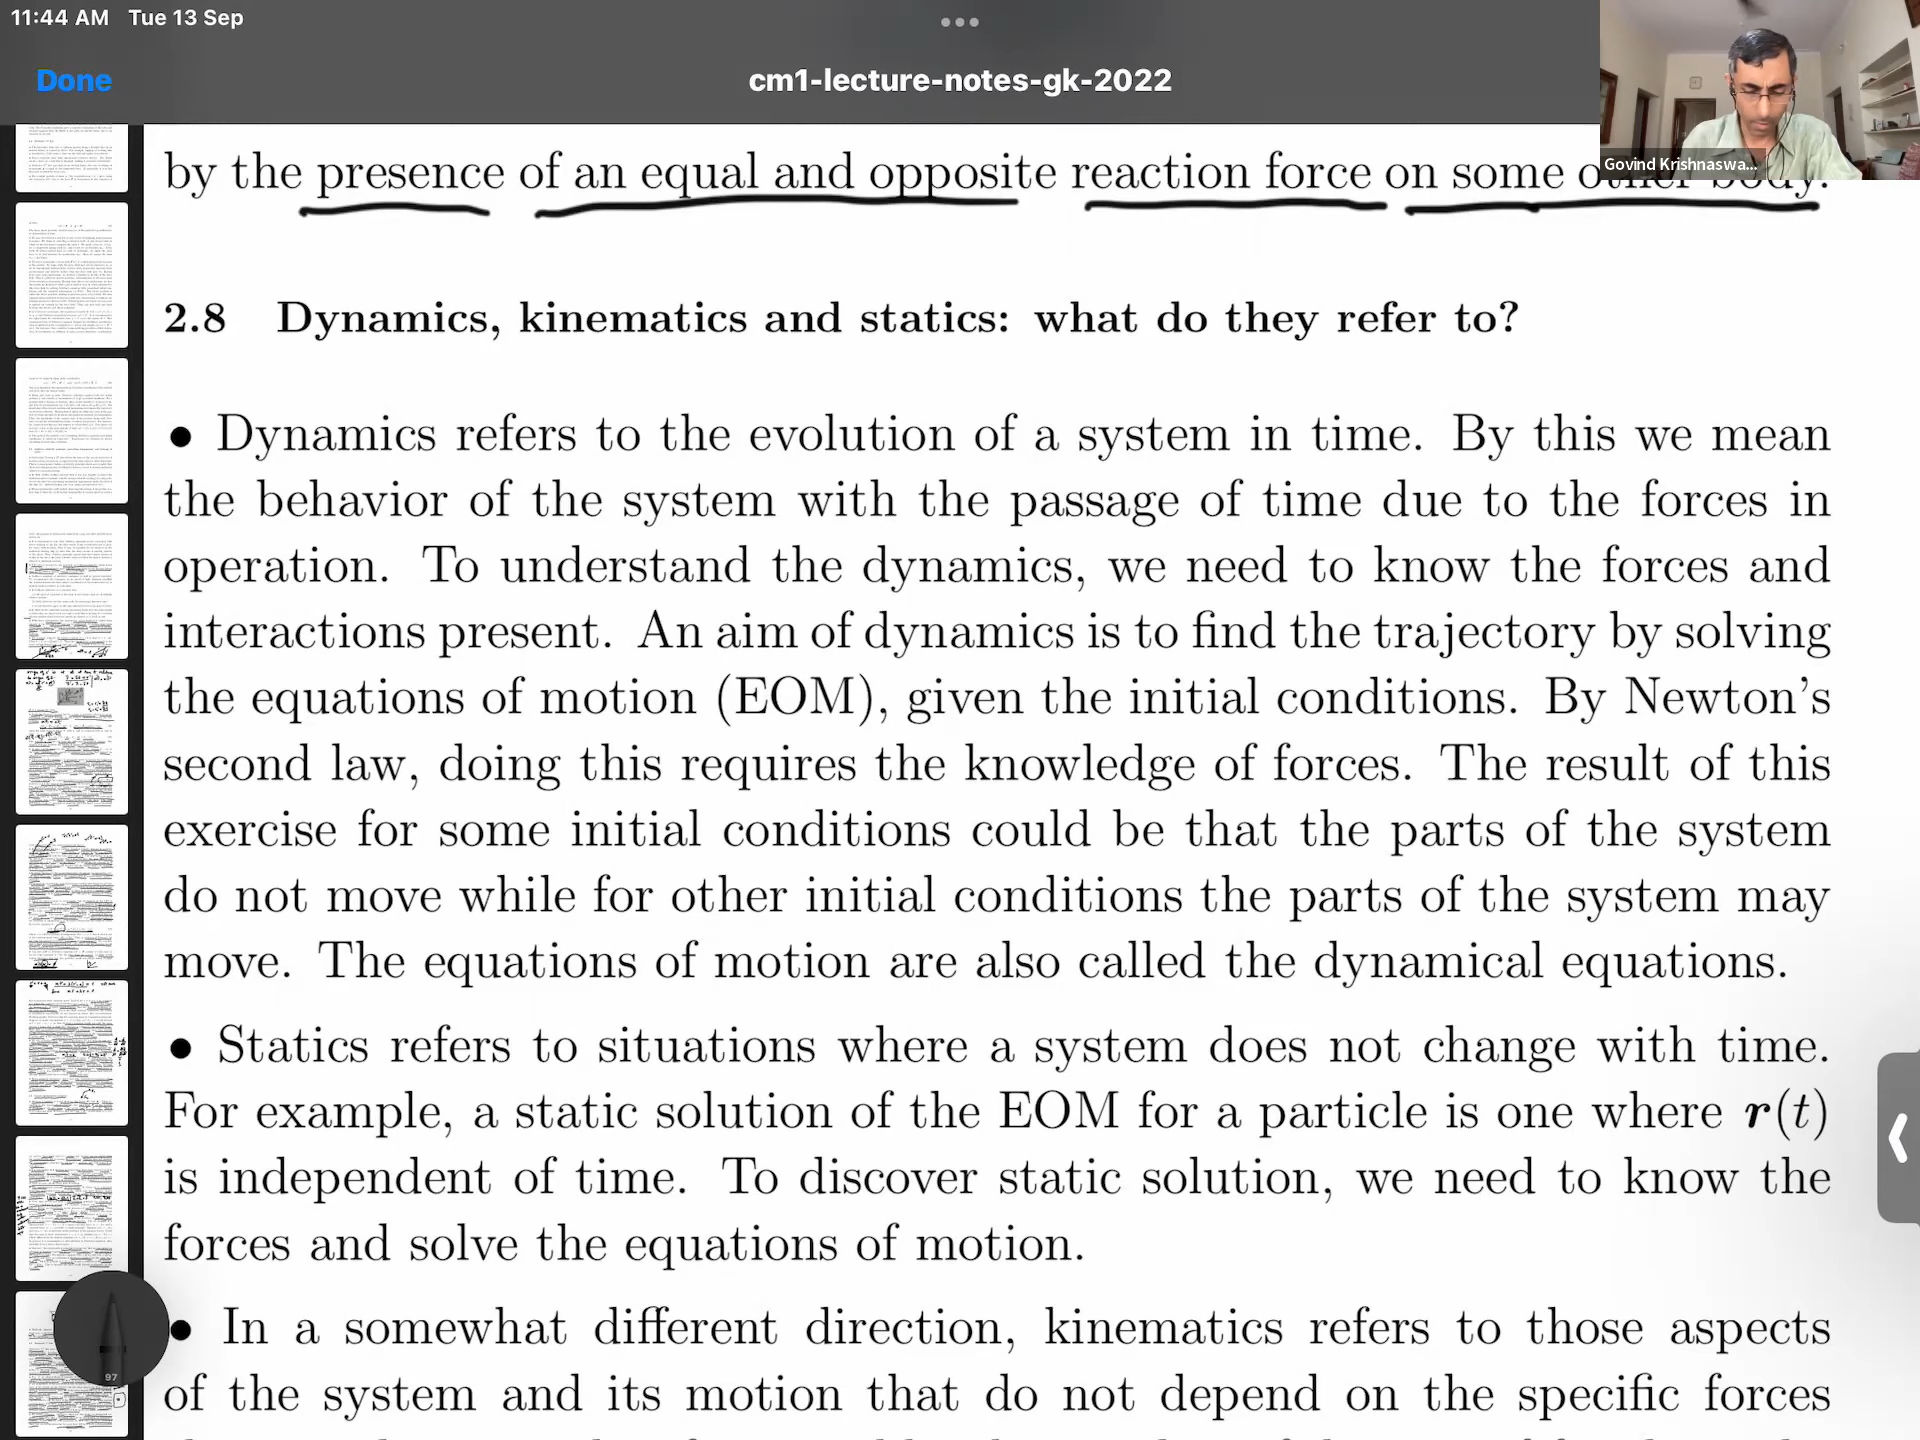 11:44 AM Tue 13 Sep
Done
cm1-lecture-notes-gk-2022
Govind Krishnaswa...
by the presence of an equal and opposite reaction force on some other body.
2.8 Dynamics, kinematics and statics: what do they refer to?
• Dynamics refers to the evolution of a system in time. By this we mean
the behavior of the system with the passage of time due to the forces in
operation. To understand the dynamics, we need to know the forces and
interactions present. An aim of dynamics is to find the trajectory by solving
the equations of motion (EOM), given the initial conditions. By Newton's
second law, doing this requires the knowledge of forces. The result of this
exercise for some initial conditions could be that the parts of the system
do not move while for other initial conditions the parts of the system may
move. The equations of motion are also called the dynamical equations.
• Statics refers to situations where a system does not change with time.
For example, a static solution of the EOM for a particle is one where r(t)
is independent of time. To discover static solution, we need to know the
forces and solve the equations of motion.
• In a somewhat different direction, kinematics refers to those aspects
of the system and its motion that do not depend on the specific forces
97